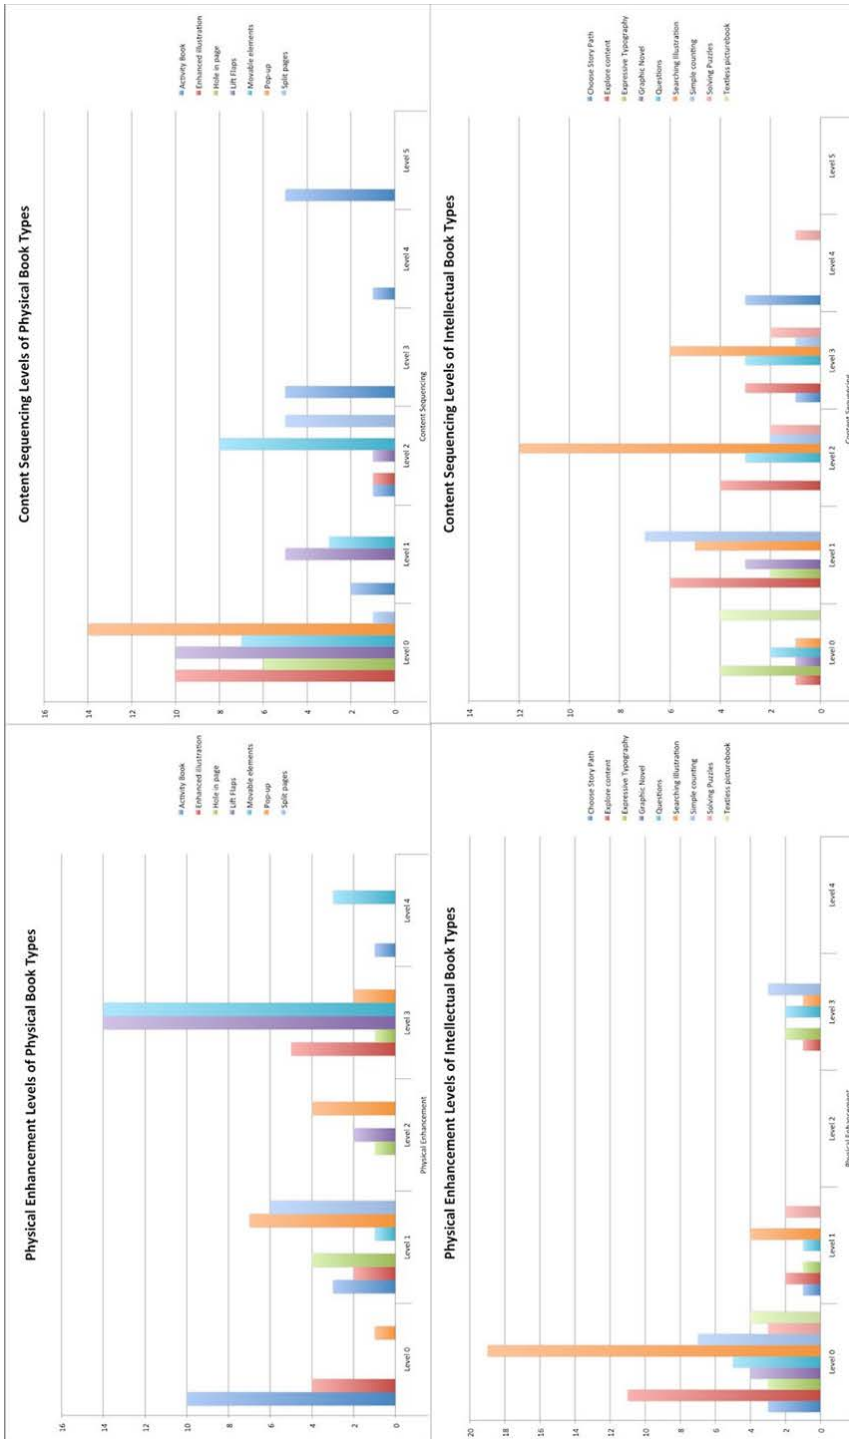 Physical Enhancement Levels of Physical Book Types
16
14
12
10
8
6
4
2
0
Level 0
Level 1
Level 2
Level 3
Level 4
Physical Enhancement
Activity Book
Enhanced illustration
Hole in page
Lift Flaps
Movable elements
Pop-up
Split pages
Content Sequencing Levels of Physical Book Types
16
14
12
10
8
6
4
2
0
Level 0
Level 1
Level 2
Level 3
Level 4
Level 5
Content Sequencing
Activity Book
Enhanced illustration
Hole in page
Lift Flaps
Movable elements
Pop-up
Split pages
Physical Enhancement Levels of Intellectual Book Types
20
18
16
14
12
10
8
6
4
2
0
Level 0
Level 1
Level 2
Level 3
Level 4
Physical Enhancement
Choose Story Path
Explore content
Expressive Typography
Graphic Novel
Questions
Searching Illustration
Simple counting
Solving Puzzles
Textless picturebook
Content Sequencing Levels of Intellectual Book Types
14
12
10
8
6
4
2
0
Level 0
Level 1
Level 2
Level 3
Level 4
Level 5
Content Sequencing
Choose Story Path
Explore content
Expressive Typography
Graphic Novel
Questions
Searching Illustration
Simple counting
Solving Puzzles
Textless picturebook